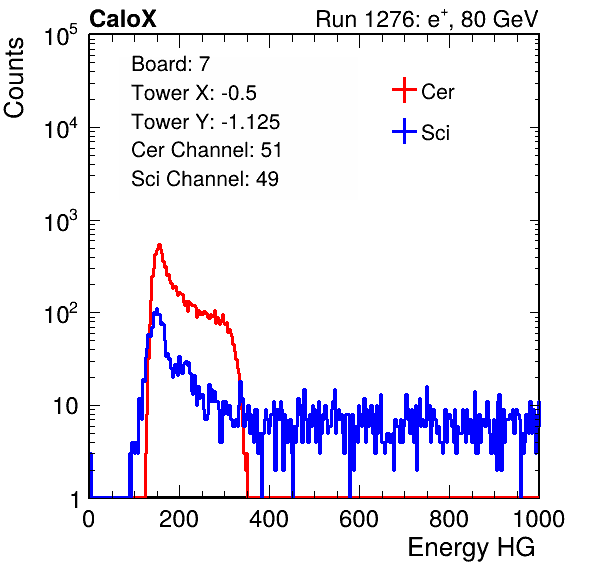 CaloX Run 1276: e⁺, 80 GeV
Counts
10⁵
10⁴
10³
10²
10
1
Board: 7
Tower X: -0.5
Tower Y: -1.125
Cer Channel: 51
Sci Channel: 49
Cer
Sci
0 200 400 600 800 1000
Energy HG